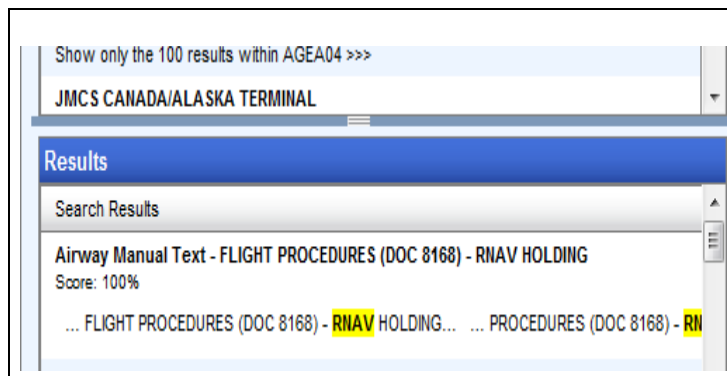 Show only the 100 results within AGEA04 >>>
JMCS CANADA/ALASKA TERMINAL
Results
Search Results
Airway Manual Text - FLIGHT PROCEDURES (DOC 8168) - RNAV HOLDING
Score: 100%
... FLIGHT PROCEDURES (DOC 8168) - RNAV HOLDING... ... PROCEDURES (DOC 8168) - RN